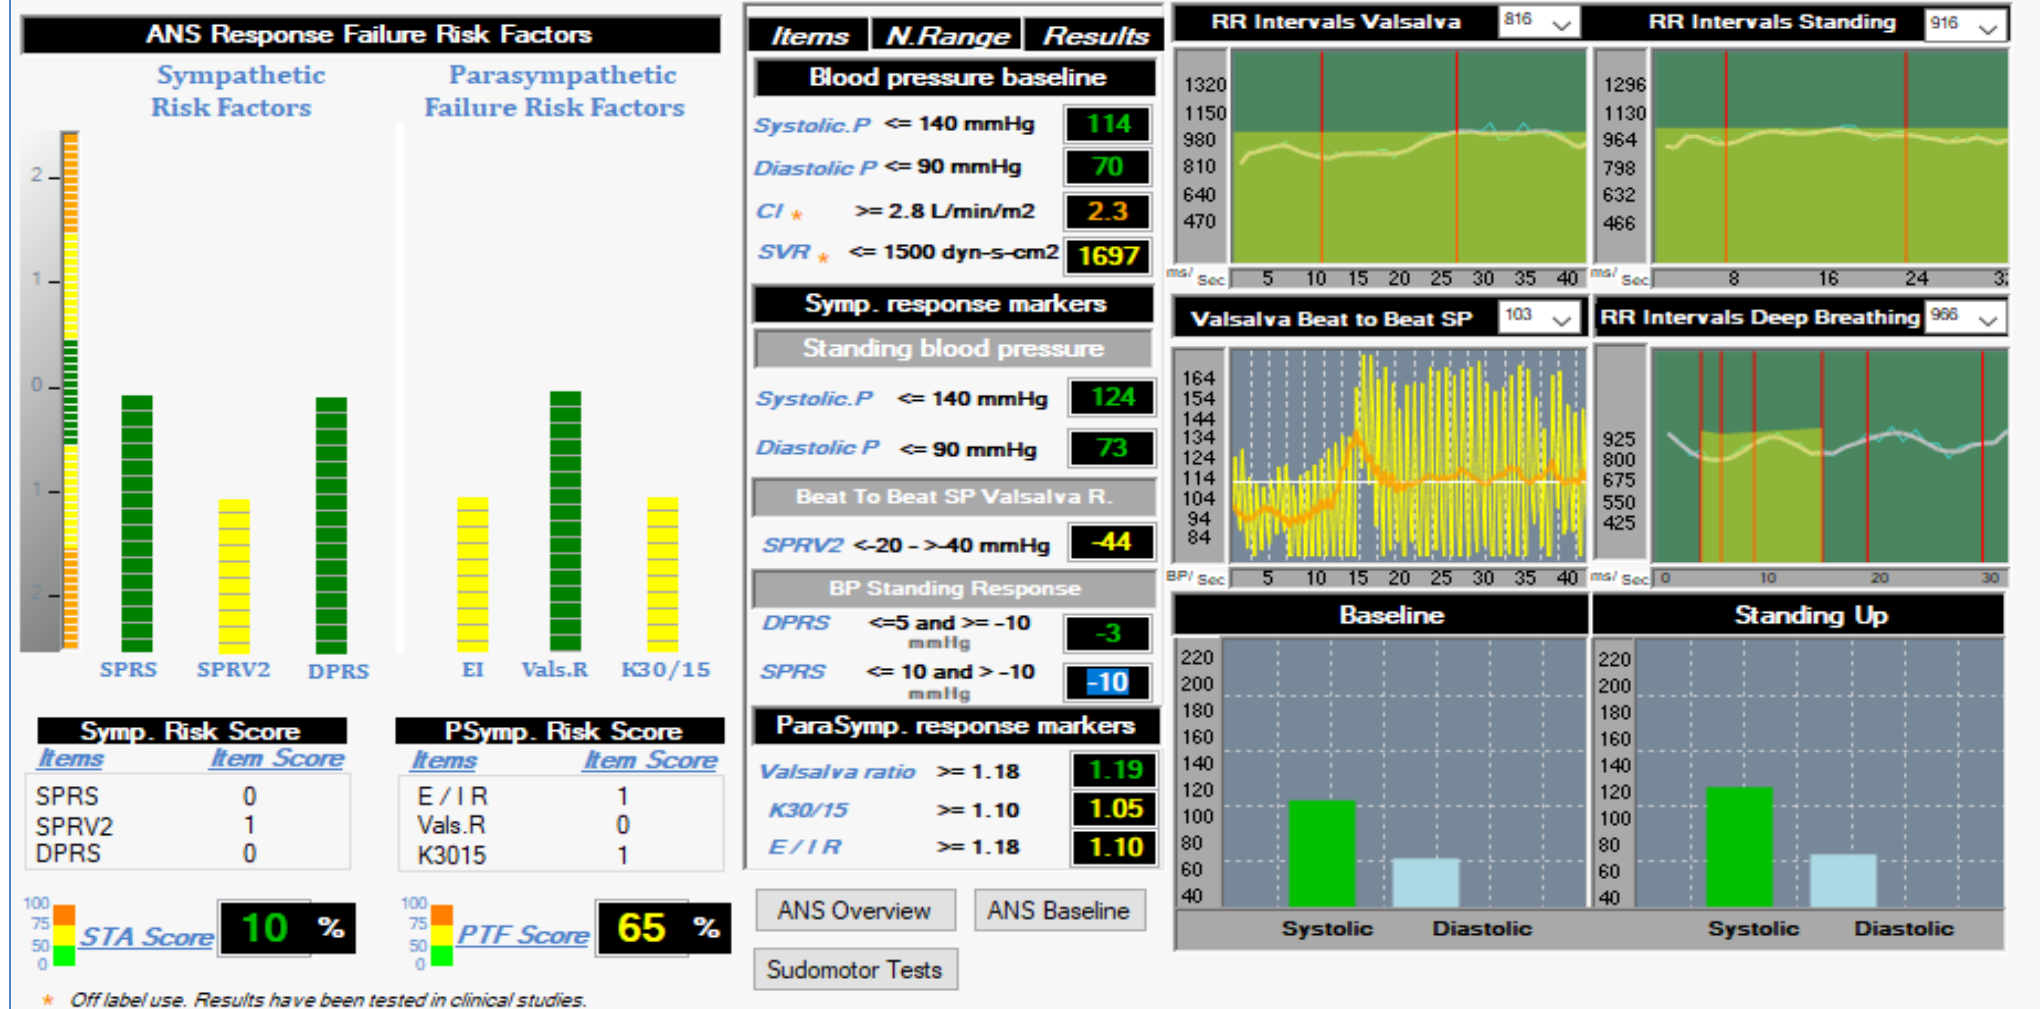 ANS Response Failure Risk Factors
Sympathetic
Risk Factors
Parasympathetic
Failure Risk Factors
2
1
0
1
2
SPRS SPRV2 DPRS
EI Vals.R K30/15
Symp. Risk Score
Items Item Score
SPRS 0
SPRV2 1
DPRS 0
PSymp. Risk Score
Items Item Score
E / I R 1
Vals.R 0
K3015 1
100
75
50
0
STA Score 10 %
100
75
50
0
PTF Score 65 %
* Off label use. Results have been tested in clinical studies.
Items N.Range Results
Blood pressure baseline
Systolic.P <= 140 mmHg 114
Diastolic P <= 90 mmHg 70
CI * >= 2.8 L/min/m2 2.3
SVR * <= 1500 dyn-s-cm2 1697
Symp. response markers
Standing blood pressure
Systolic.P <= 140 mmHg 124
Diastolic P <= 90 mmHg 73
Beat To Beat SP Valsalva R.
SPRV2 <-20 - >-40 mmHg -44
BP Standing Response
DPRS <=5 and >= -10 -3
mmHg
SPRS <= 10 and > -10 -10
mmHg
ParaSymp. response markers
Valsalva ratio >= 1.18 1.19
K30/15 >= 1.10 1.05
E / I R >= 1.18 1.10
ANS Overview ANS Baseline
Sudomotor Tests
RR Intervals Valsalva 816
1320
1150
980
810
640
470
ms/ Sec 5 10 15 20 25 30 35 40
RR Intervals Standing 916
1296
1130
964
798
632
466
ms/ Sec 8 16 24
Valsalva Beat to Beat SP 103
164
154
144
134
124
114
104
94
84
BP/ Sec 5 10 15 20 25 30 35 40
RR Intervals Deep Breathing 966
925
800
675
550
425
ms/ Sec 0 10 20 30
Baseline
220
200
180
160
140
120
100
80
60
40
Systolic Diastolic
Standing Up
220
200
180
160
140
120
100
80
60
40
Systolic Diastolic